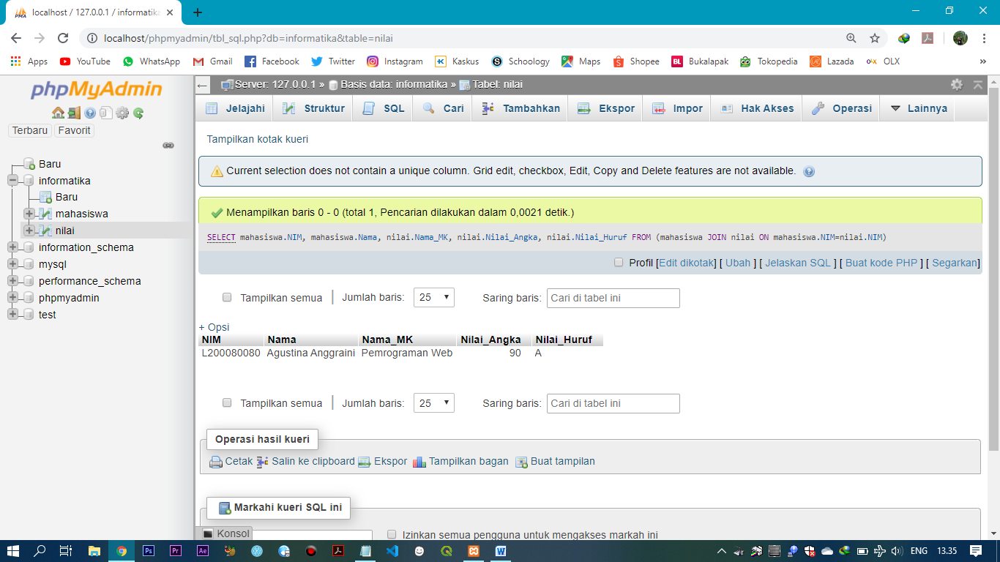 localhost / 127.0.0.1 / informatika
localhost/phpmyadmin/tbl_sql.php?db=informatika&table=nilai
Apps YouTube WhatsApp Gmail Facebook Twitter Instagram Kaskus Schoology Maps Shopee Bukalapak Tokopedia Lazada OLX »
phpMyAdmin
Terbaru Favorit
Baru
informatika
Baru
mahasiswa
nilai
information_schema
mysql
performance_schema
phpmyadmin
test
Server: 127.0.0.1 » Basis data: informatika » Tabel: nilai
Jelajahi Struktur SQL Cari Tambahkan Ekspor Impor Hak Akses Operasi Lainnya
Tampilkan kotak kueri
Current selection does not contain a unique column. Grid edit, checkbox, Edit, Copy and Delete features are not available.
Menampilkan baris 0 - 0 (total 1, Pencarian dilakukan dalam 0,0021 detik.)
SELECT mahasiswa.NIM, mahasiswa.Nama, nilai.Nama_MK, nilai.Nilai_Angka, nilai.Nilai_Huruf FROM (mahasiswa JOIN nilai ON mahasiswa.NIM=nilai.NIM)
Profil [Edit dikotak] [ Ubah ] [ Jelaskan SQL ] [ Buat kode PHP ] [ Segarkan]
Tampilkan semua Jumlah baris: 25 Saring baris: Cari di tabel ini
+ Opsi
NIM Nama Nama_MK Nilai_Angka Nilai_Huruf
L200080080 Agustina Anggraini Pemrograman Web 90 A
Tampilkan semua Jumlah baris: 25 Saring baris: Cari di tabel ini
Operasi hasil kueri
Cetak Salin ke clipboard Ekspor Tampilkan bagan Buat tampilan
Markahi kueri SQL ini
Konsol
Izinkan semua pengguna untuk mengakses markah ini
ENG 13.35